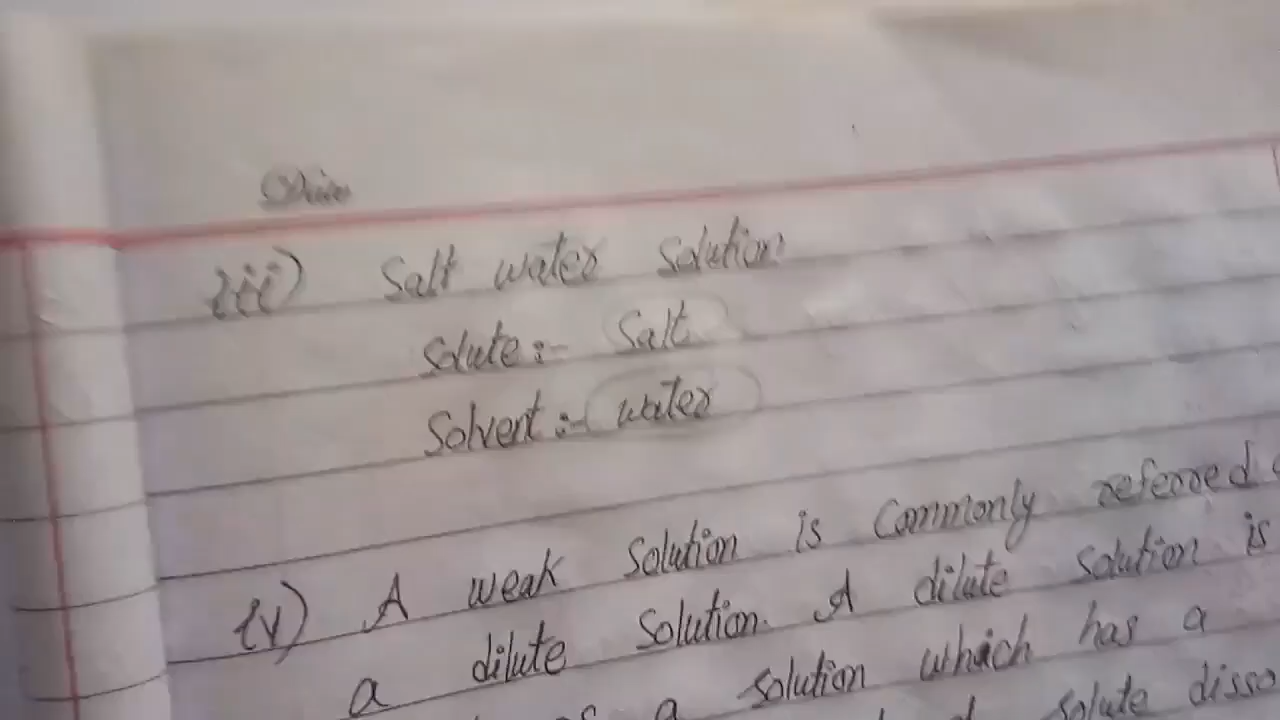 iii) Salt water solution
Solute:- Salt
Solvent:- water
iv) A weak solution is commonly referred
a dilute solution. A dilute solution is
a solution which has a
solute disso